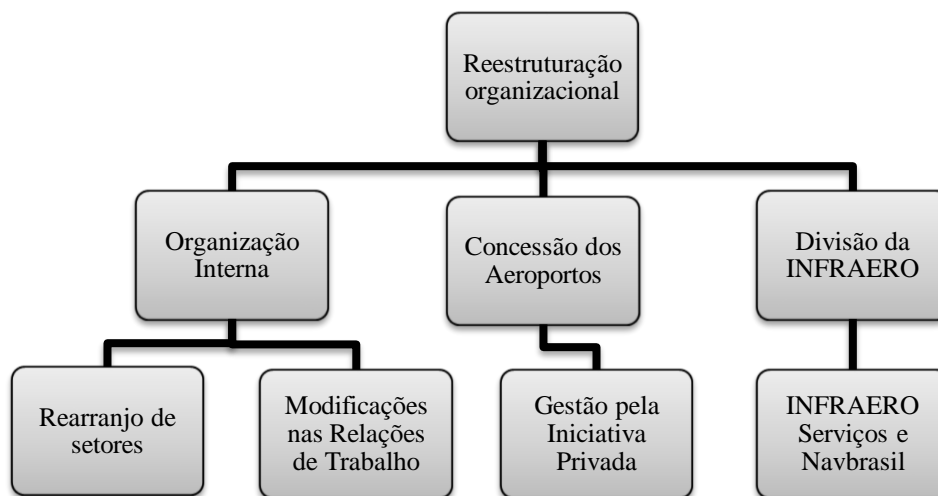 Reestruturação
organizacional
Organização
Interna
Concessão dos
Aeroportos
Divisão da
INFRAERO
Rearranjo de
setores
Modificações
nas Relações
de Trabalho
Gestão pela
Iniciativa
Privada
INFRAERO
Serviços e
Navbrasil